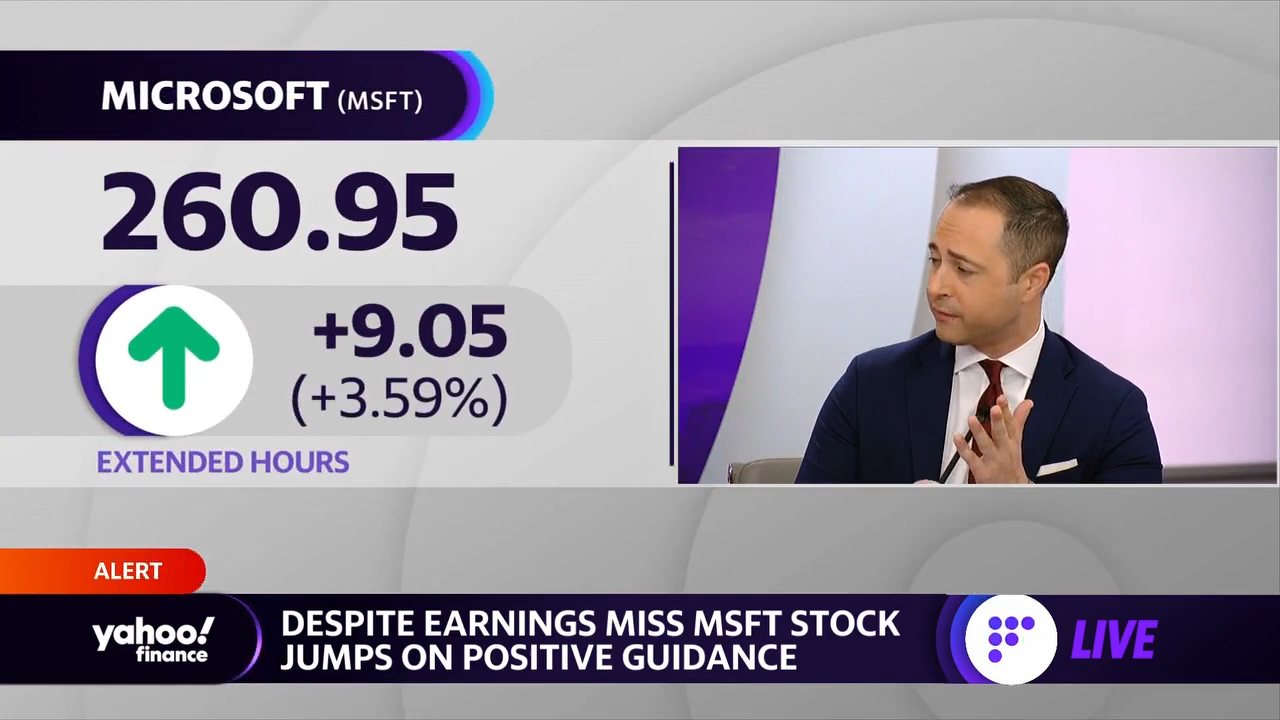 MICROSOFT (MSFT)
260.95
+9.05
(+3.59%)
EXTENDED HOURS
ALERT
yahoo!
finance
DESPITE EARNINGS MISS MSFT STOCK
JUMPS ON POSITIVE GUIDANCE
LIVE